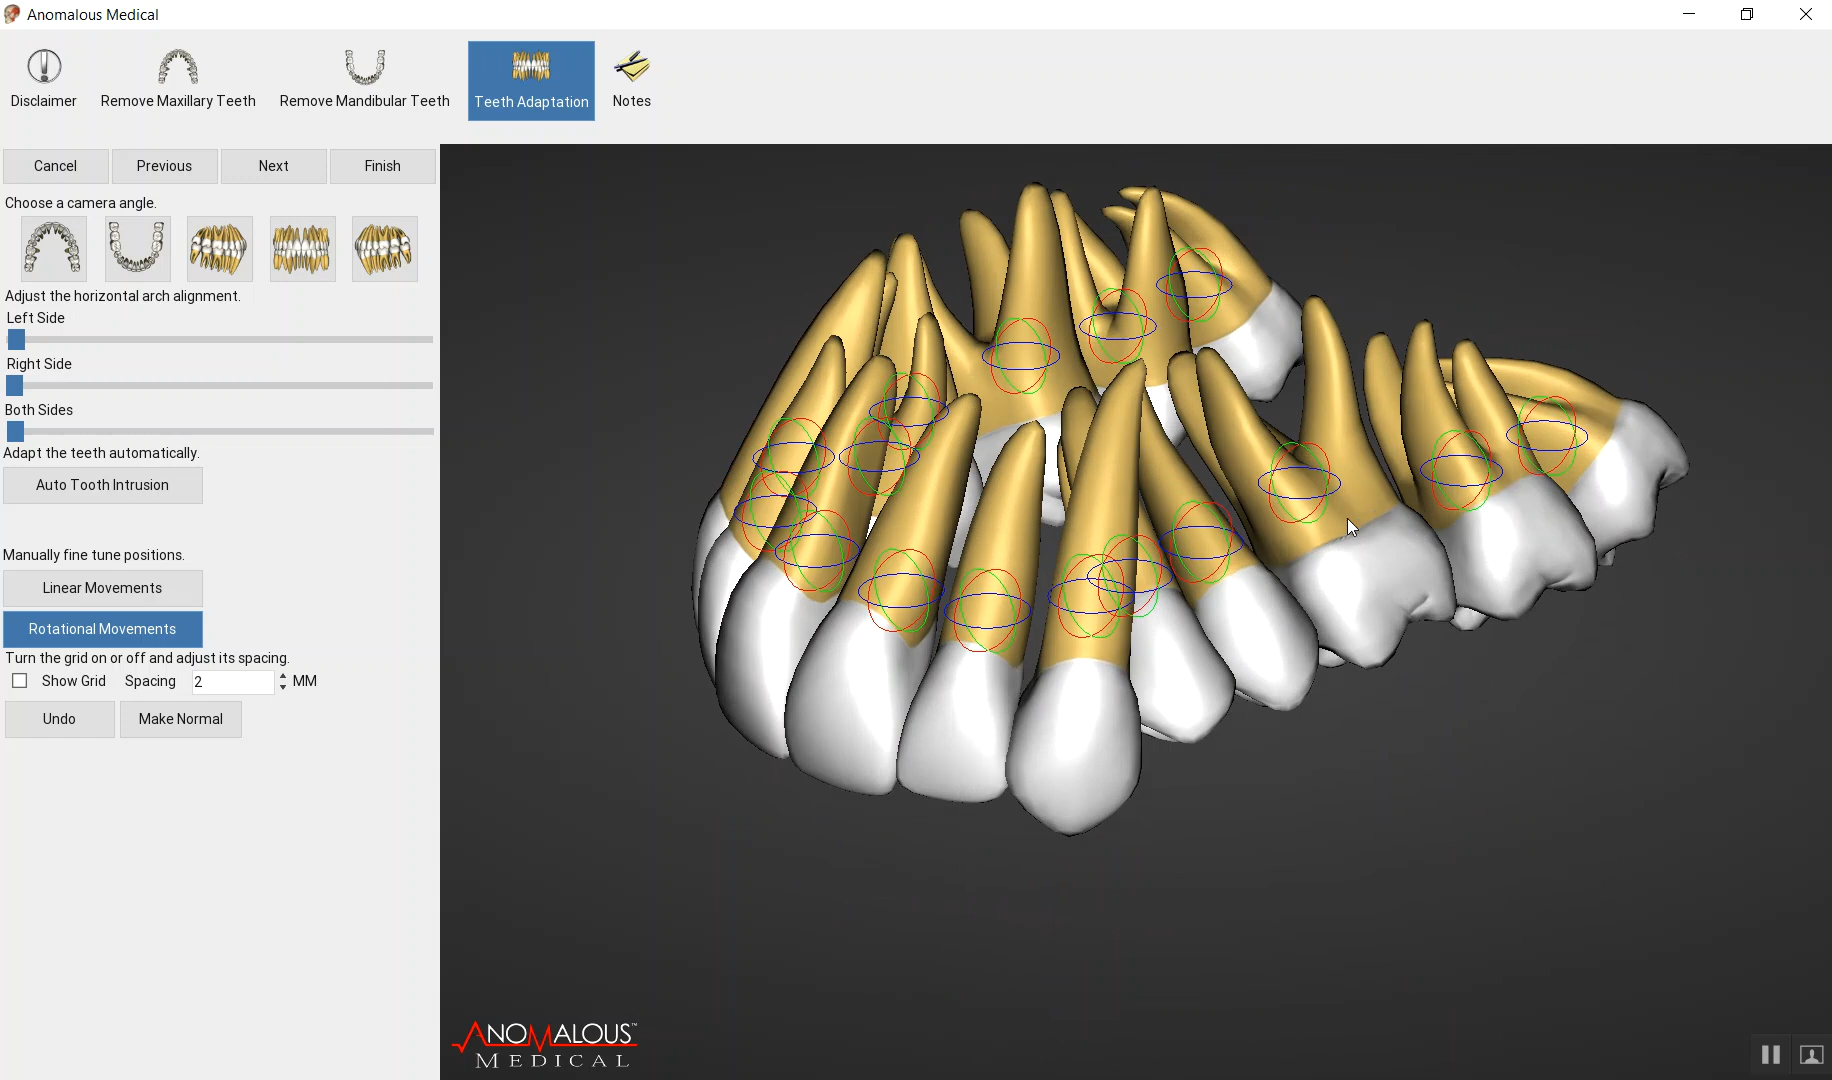 Anomalous Medical
Disclaimer
Remove Maxillary Teeth
Remove Mandibular Teeth
Teeth Adaptation
Notes
Cancel
Previous
Next
Finish
Choose a camera angle.
Adjust the horizontal arch alignment.
Left Side
Right Side
Both Sides
Adapt the teeth automatically.
Auto Tooth Intrusion
Manually fine tune positions.
Linear Movements
Rotational Movements
Turn the grid on or off and adjust its spacing.
Show Grid Spacing 2 MM
Undo
Make Normal
ANOMALOUS™
MEDICAL